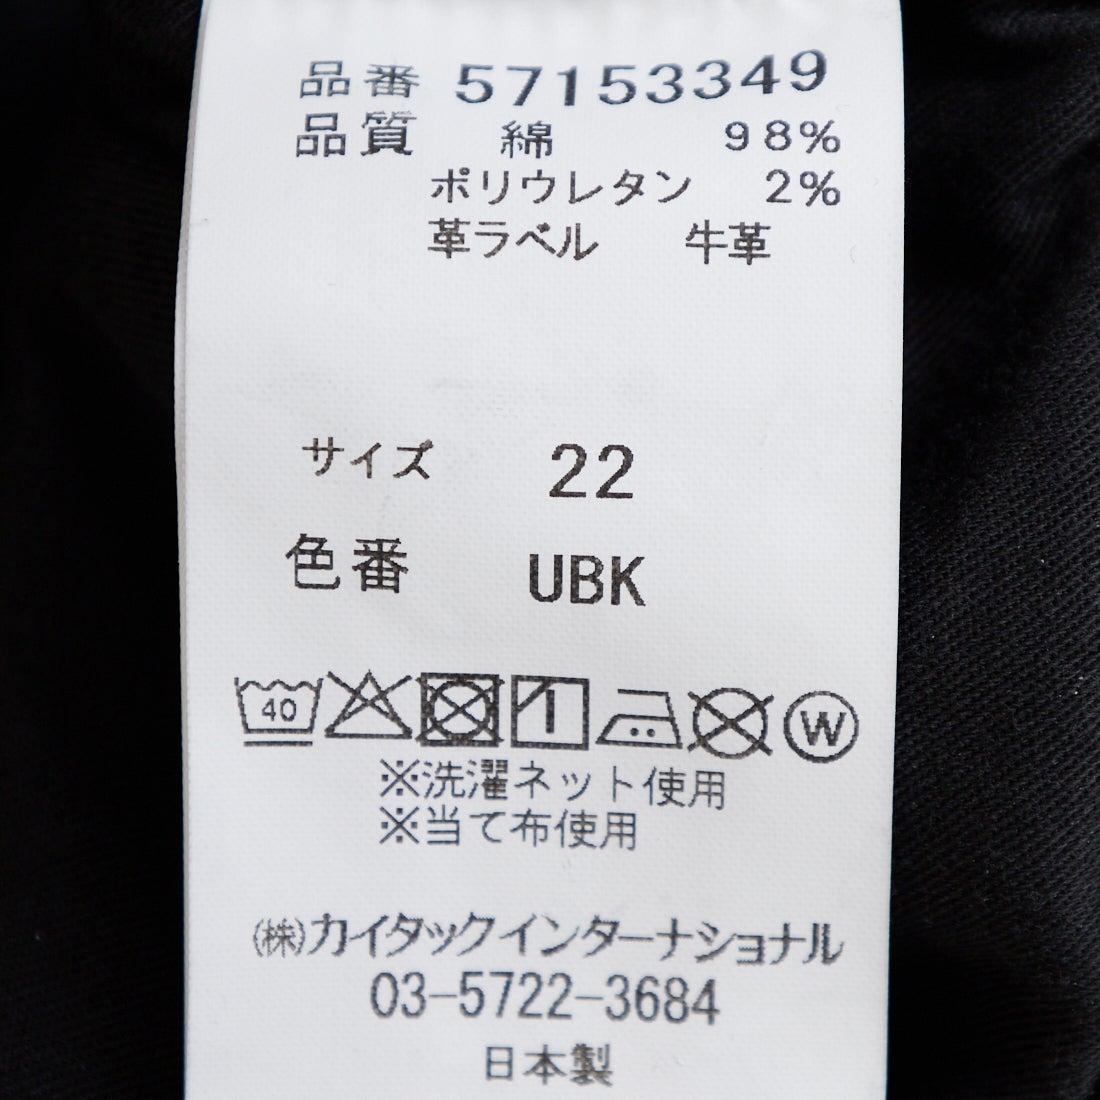 品番 57153349
品質 綿 98%
ポリウレタン 2%
革ラベル 牛革
サイズ 22
色番 UBK
40 W
※洗濯ネット使用
※当て布使用
㈱カイタックインターナショナル
03-5722-3684
日本製